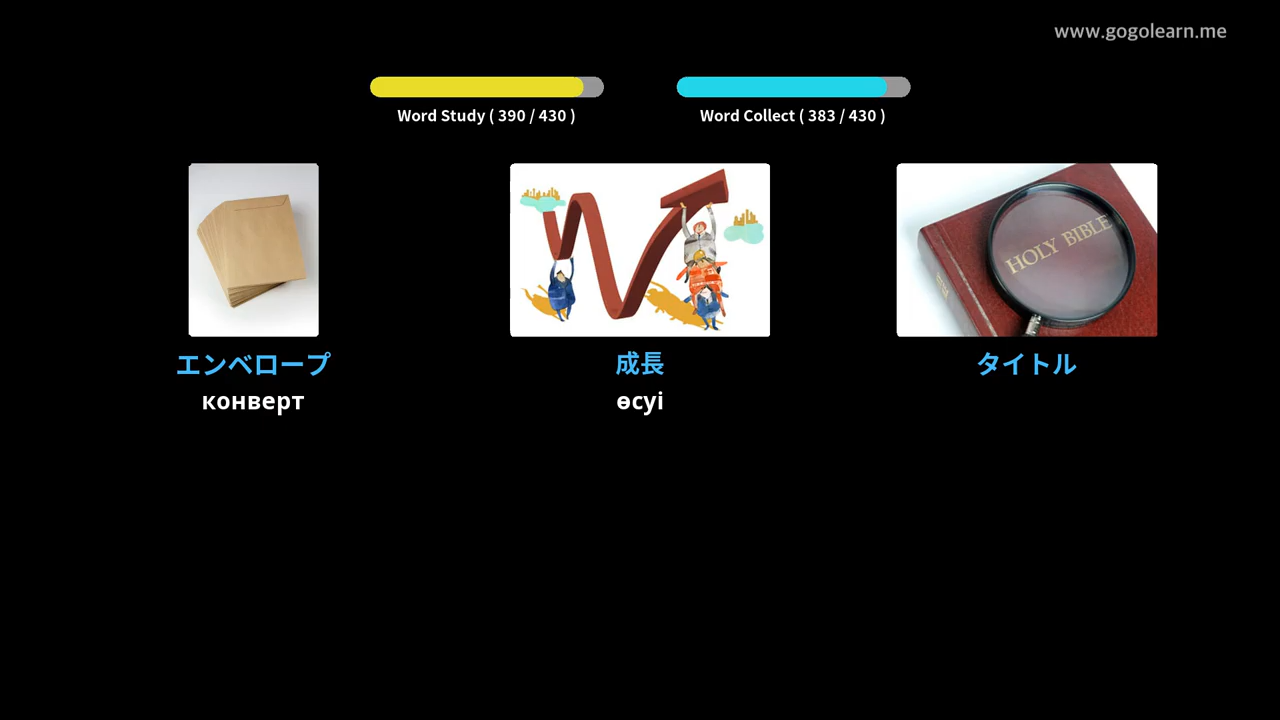 www.gogolearn.me
Word Study ( 390 / 430 )
Word Collect ( 383 / 430 )
HOLY BIBLE
エンベロープ
成長
タイトル
конверт
өсуі